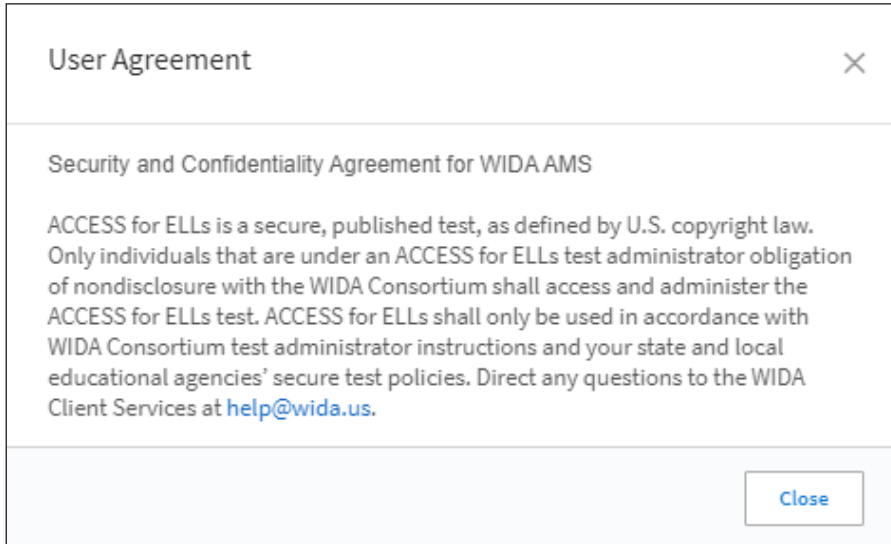 User Agreement
Security and Confidentiality Agreement for WIDA AMS
ACCESS for ELLs is a secure, published test, as defined by U.S. copyright law.
Only individuals that are under an ACCESS for ELLs test administrator obligation
of nondisclosure with the WIDA Consortium shall access and administer the
ACCESS for ELLs test. ACCESS for ELLs shall only be used in accordance with
WIDA Consortium test administrator instructions and your state and local
educational agencies’ secure test policies. Direct any questions to the WIDA
Client Services at help@wida.us.
Close